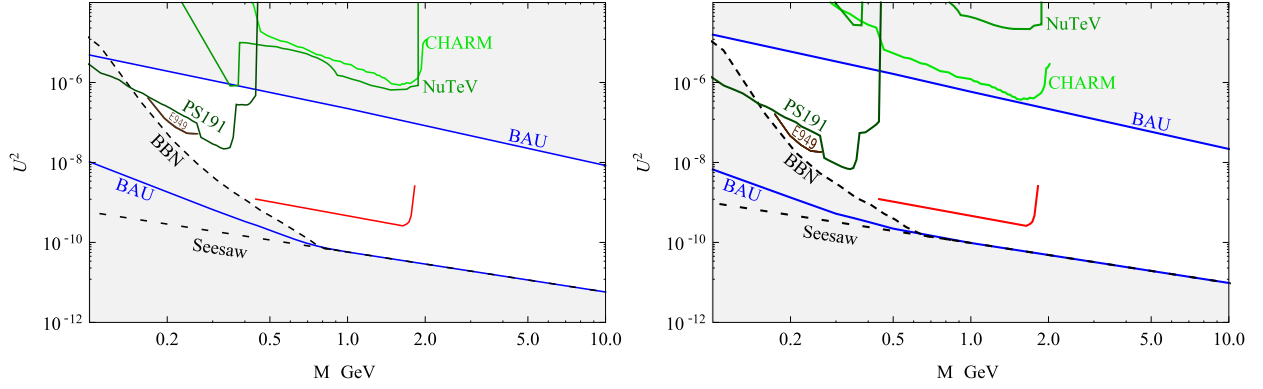 CHARM
NuTeV
PS191
E949
BBN
BAU
BAU
Seesaw
U²
10⁻⁶
10⁻⁸
10⁻¹⁰
10⁻¹²
0.2 0.5 1.0 2.0 5.0 10.0
M GeV
NuTeV
CHARM
PS191
E949
BBN
BAU
BAU
Seesaw
U²
10⁻⁶
10⁻⁸
10⁻¹⁰
10⁻¹²
0.2 0.5 1.0 2.0 5.0 10.0
M GeV